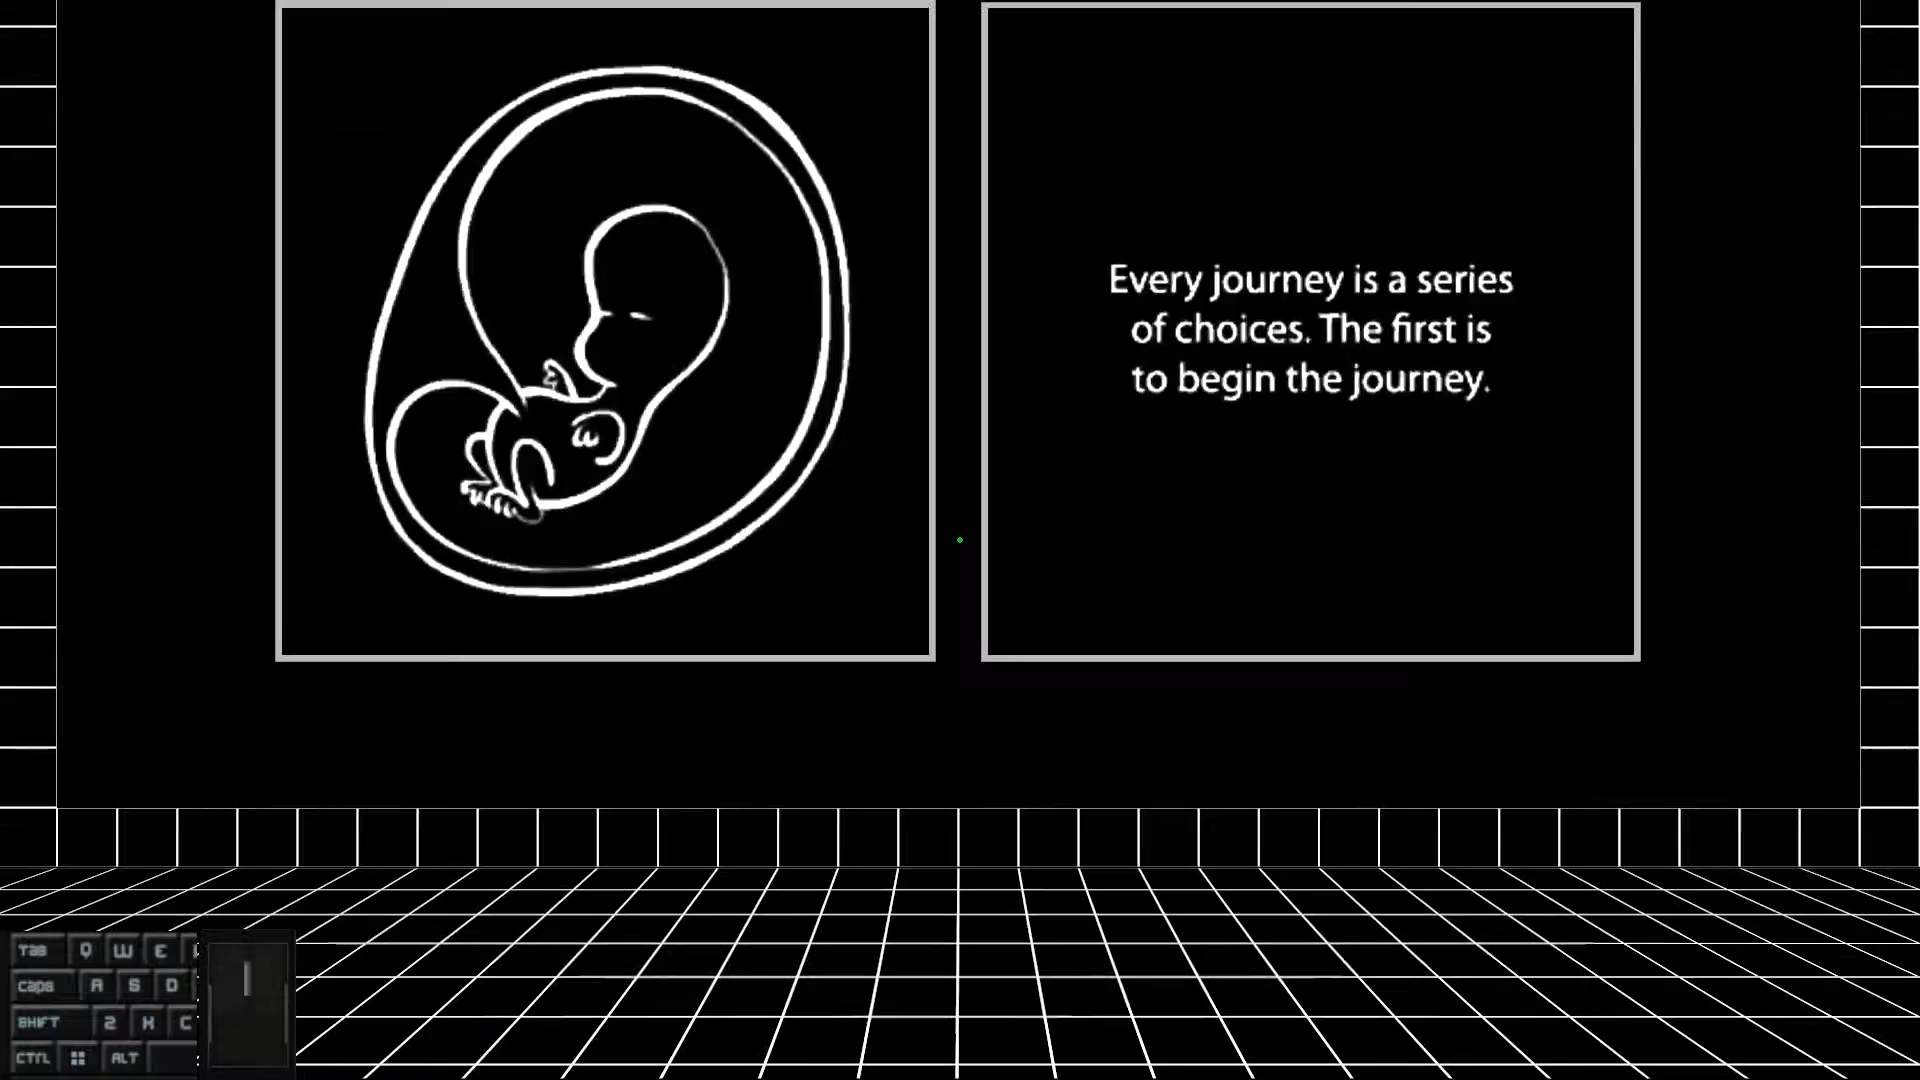 Every journey is a series
of choices. The first is
to begin the journey.
Tab Q W E
caps A S D
SHIFT Z X C
CTRL ALT